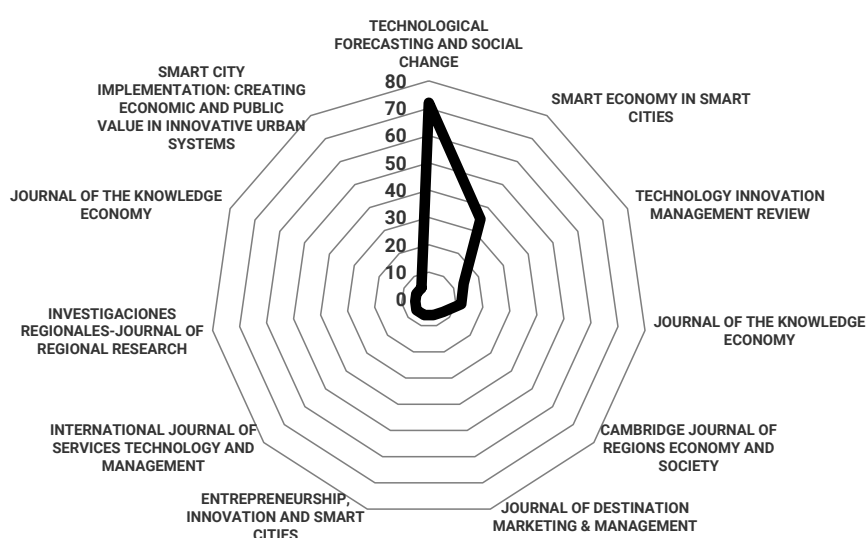 TECHNOLOGICAL
FORECASTING AND SOCIAL
CHANGE
SMART ECONOMY IN SMART
CITIES
TECHNOLOGY INNOVATION
MANAGEMENT REVIEW
JOURNAL OF THE KNOWLEDGE
ECONOMY
CAMBRIDGE JOURNAL OF
REGIONS ECONOMY AND
SOCIETY
JOURNAL OF DESTINATION
MARKETING & MANAGEMENT
ENTREPRENEURSHIP,
INNOVATION AND SMART
CITIES
INTERNATIONAL JOURNAL OF
SERVICES TECHNOLOGY AND
MANAGEMENT
INVESTIGACIONES
REGIONALES-JOURNAL OF
REGIONAL RESEARCH
JOURNAL OF THE KNOWLEDGE
ECONOMY
SMART CITY
IMPLEMENTATION: CREATING
ECONOMIC AND PUBLIC
VALUE IN INNOVATIVE URBAN
SYSTEMS
80
70
60
50
40
30
20
10
0